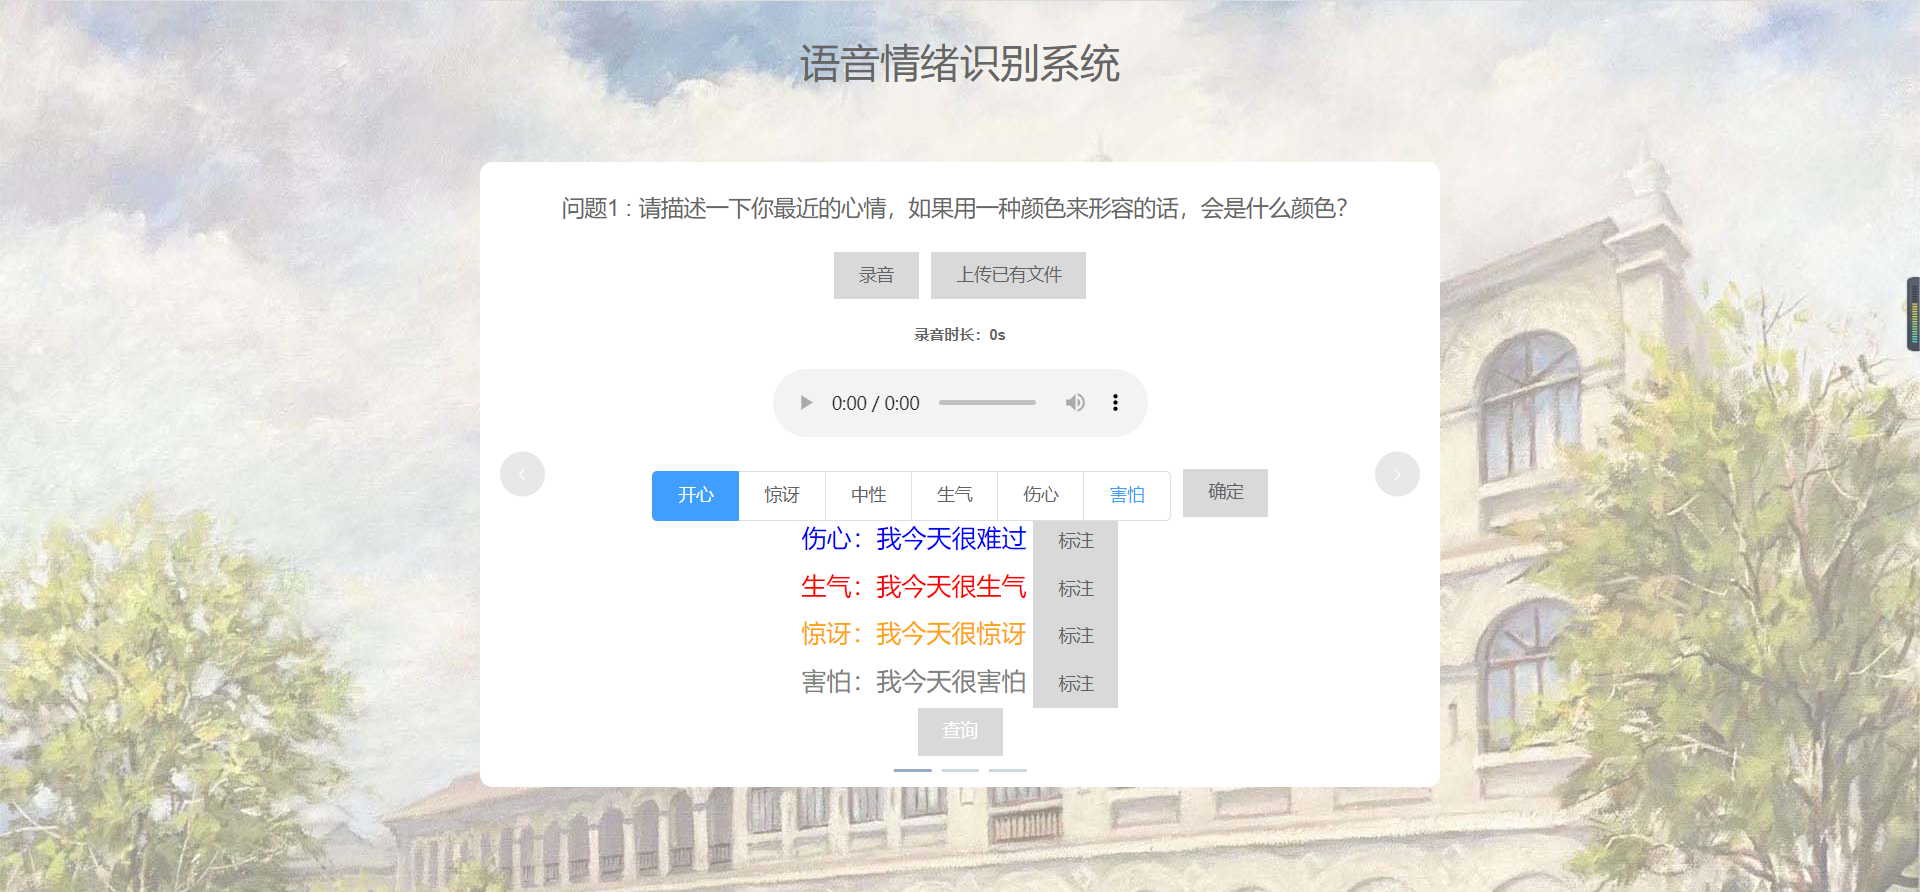 语音情绪识别系统
问题1 : 请描述一下你最近的心情，如果用一种颜色来形容的话，会是什么颜色？
录音 上传已有文件
录音时长：0s
0:00 / 0:00
开心 惊讶 中性 生气 伤心 害怕 确定
伤心：我今天很难过 标注
生气：我今天很生气 标注
惊讶：我今天很惊讶 标注
害怕：我今天很害怕 标注
查询